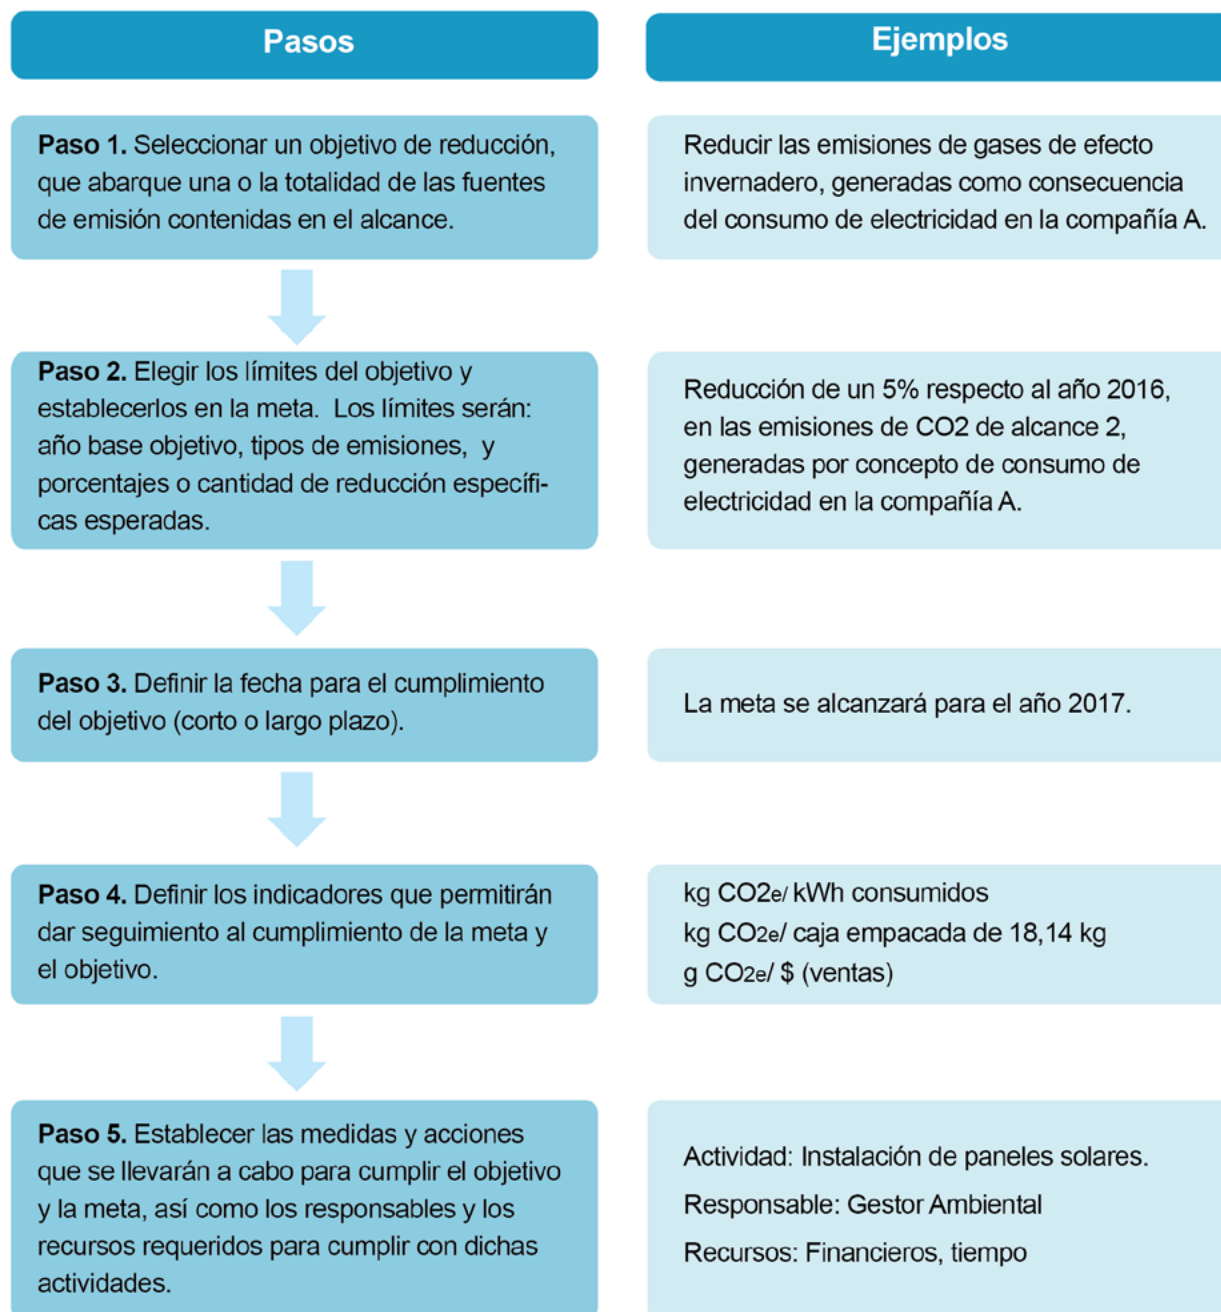 Pasos
Ejemplos
Paso 1. Seleccionar un objetivo de reducción,
que abarque una o la totalidad de las fuentes
de emisión contenidas en el alcance.
Reducir las emisiones de gases de efecto
invernadero, generadas como consecuencia
del consumo de electricidad en la compañía A.
Paso 2. Elegir los límites del objetivo y
establecerlos en la meta.  Los límites serán:
año base objetivo, tipos de emisiones,  y
porcentajes o cantidad de reducción específi-
cas esperadas.
Reducción de un 5% respecto al año 2016,
en las emisiones de CO2 de alcance 2,
generadas por concepto de consumo de
electricidad en la compañía A.
Paso 3. Definir la fecha para el cumplimiento
del objetivo (corto o largo plazo).
La meta se alcanzará para el año 2017.
Paso 4. Definir los indicadores que permitirán
dar seguimiento al cumplimiento de la meta y
el objetivo.
kg CO2e/ kWh consumidos
kg CO2e/ caja empacada de 18,14 kg
g CO2e/ $ (ventas)
Paso 5. Establecer las medidas y acciones
que se llevarán a cabo para cumplir el objetivo
y la meta, así como los responsables y los
recursos requeridos para cumplir con dichas
actividades.
Actividad: Instalación de paneles solares.
Responsable: Gestor Ambiental
Recursos: Financieros, tiempo